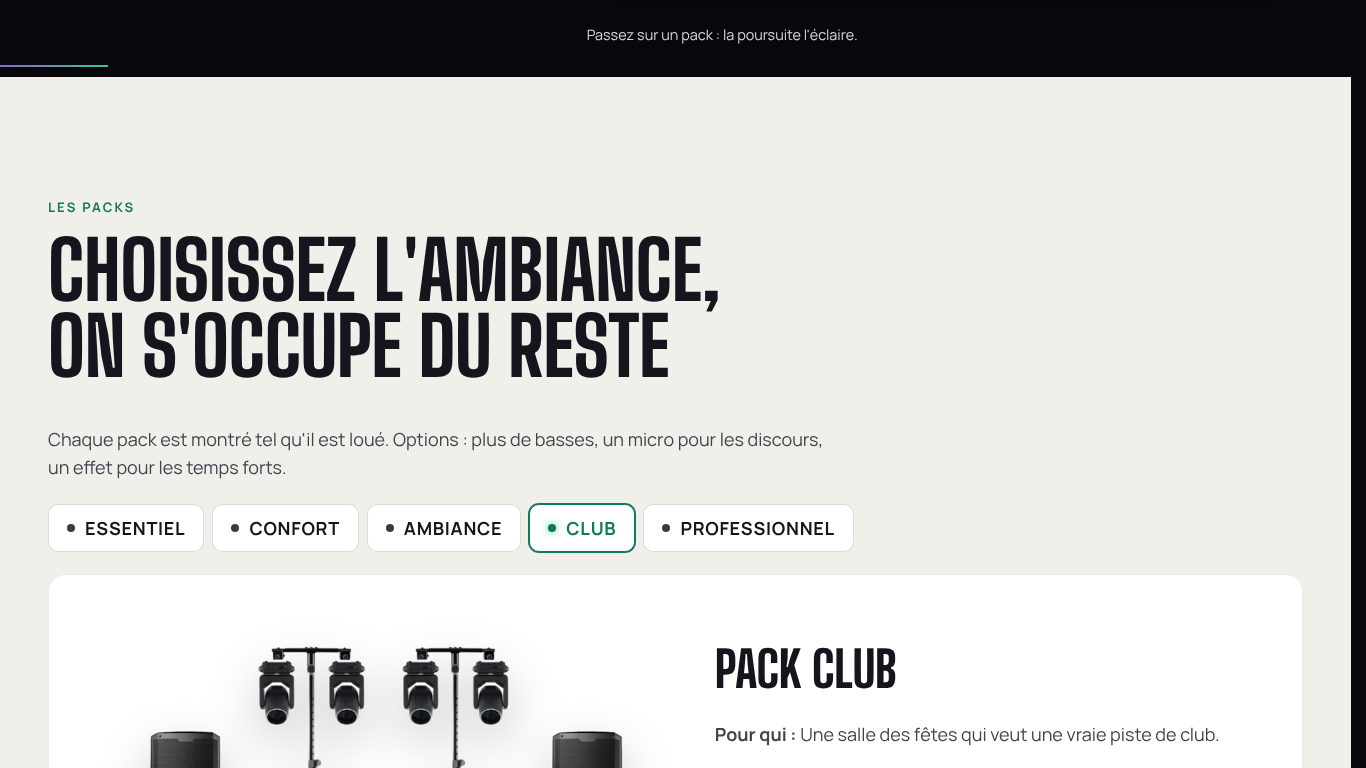 Passez sur un pack : la poursuite l'éclaire.
LES PACKS
CHOISISSEZ L'AMBIANCE,
ON S'OCCUPE DU RESTE
Chaque pack est montré tel qu'il est loué. Options : plus de basses, un micro pour les discours,
un effet pour les temps forts.
ESSENTIEL
CONFORT
AMBIANCE
CLUB
PROFESSIONNEL
PACK CLUB
Pour qui : Une salle des fêtes qui veut une vraie piste de club.